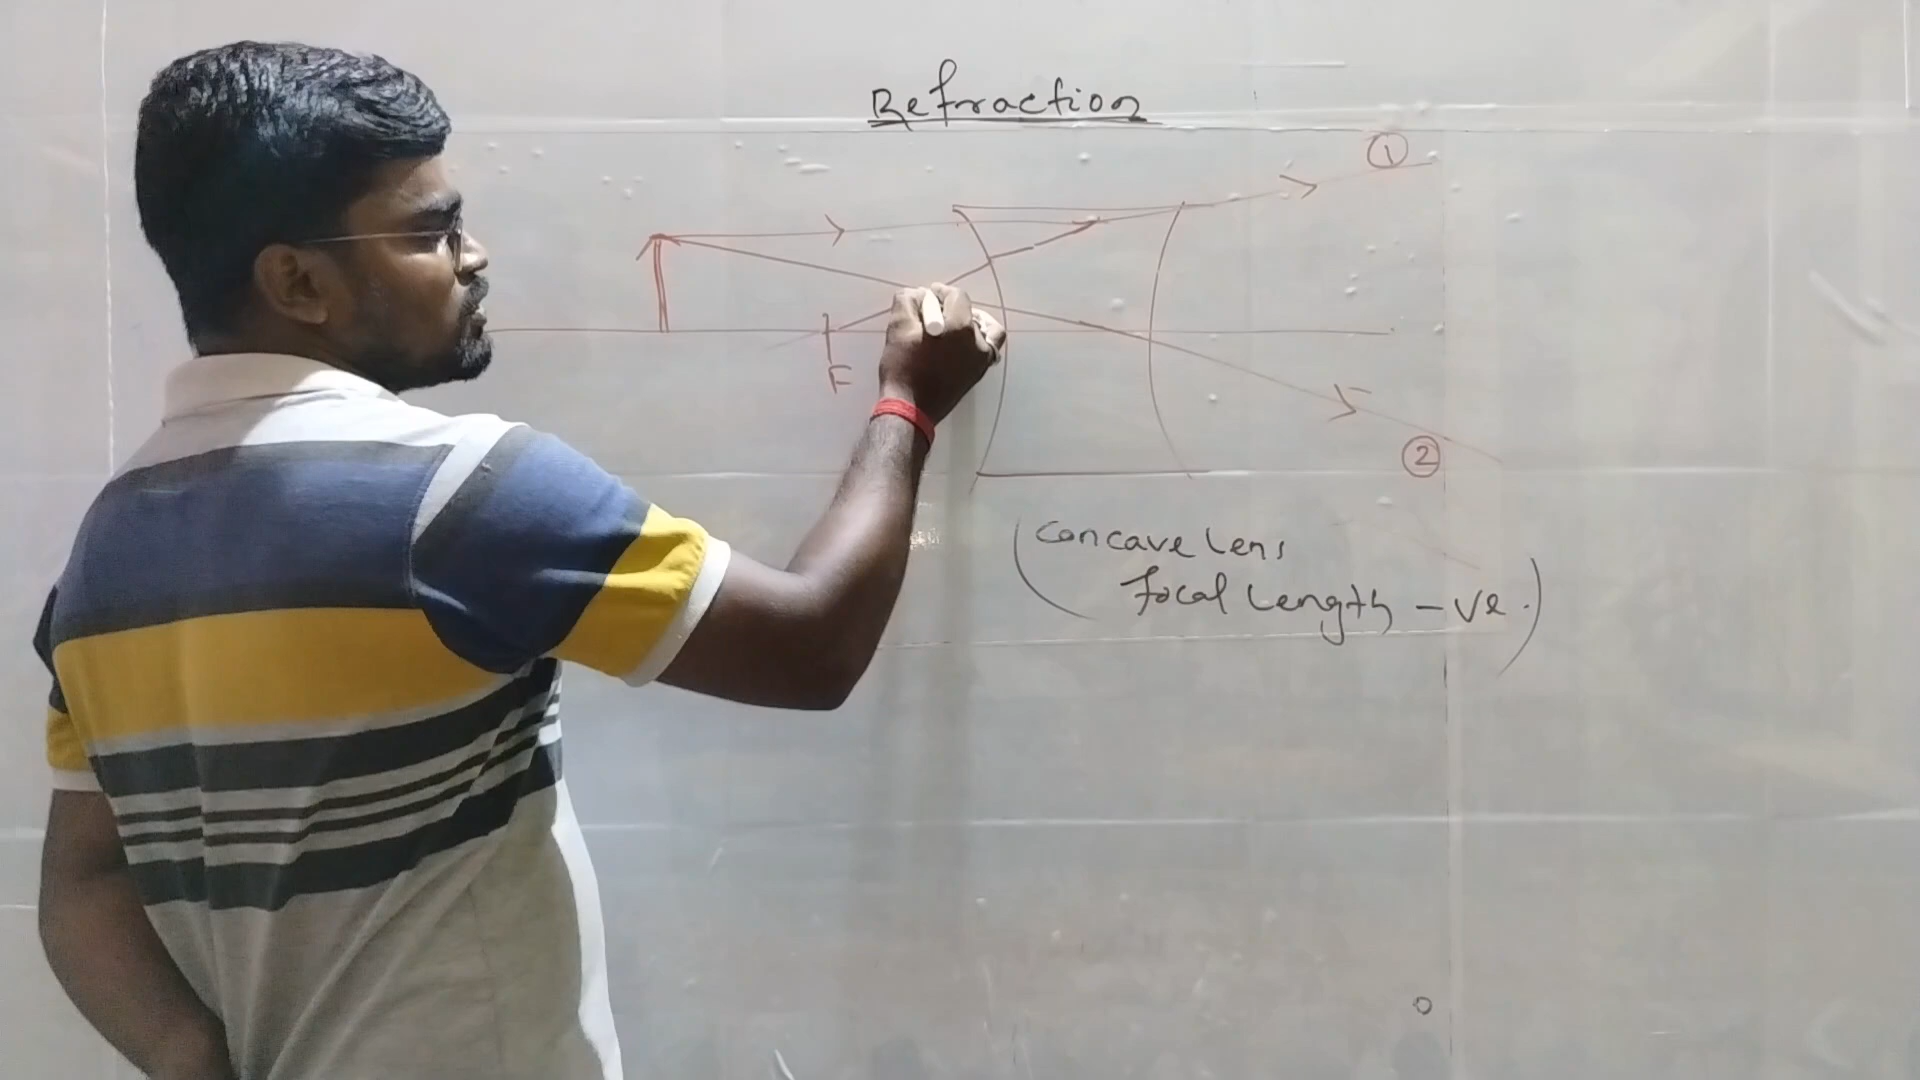 Refraction
①
F
②
(Concave Lens
focal Length -ve.)